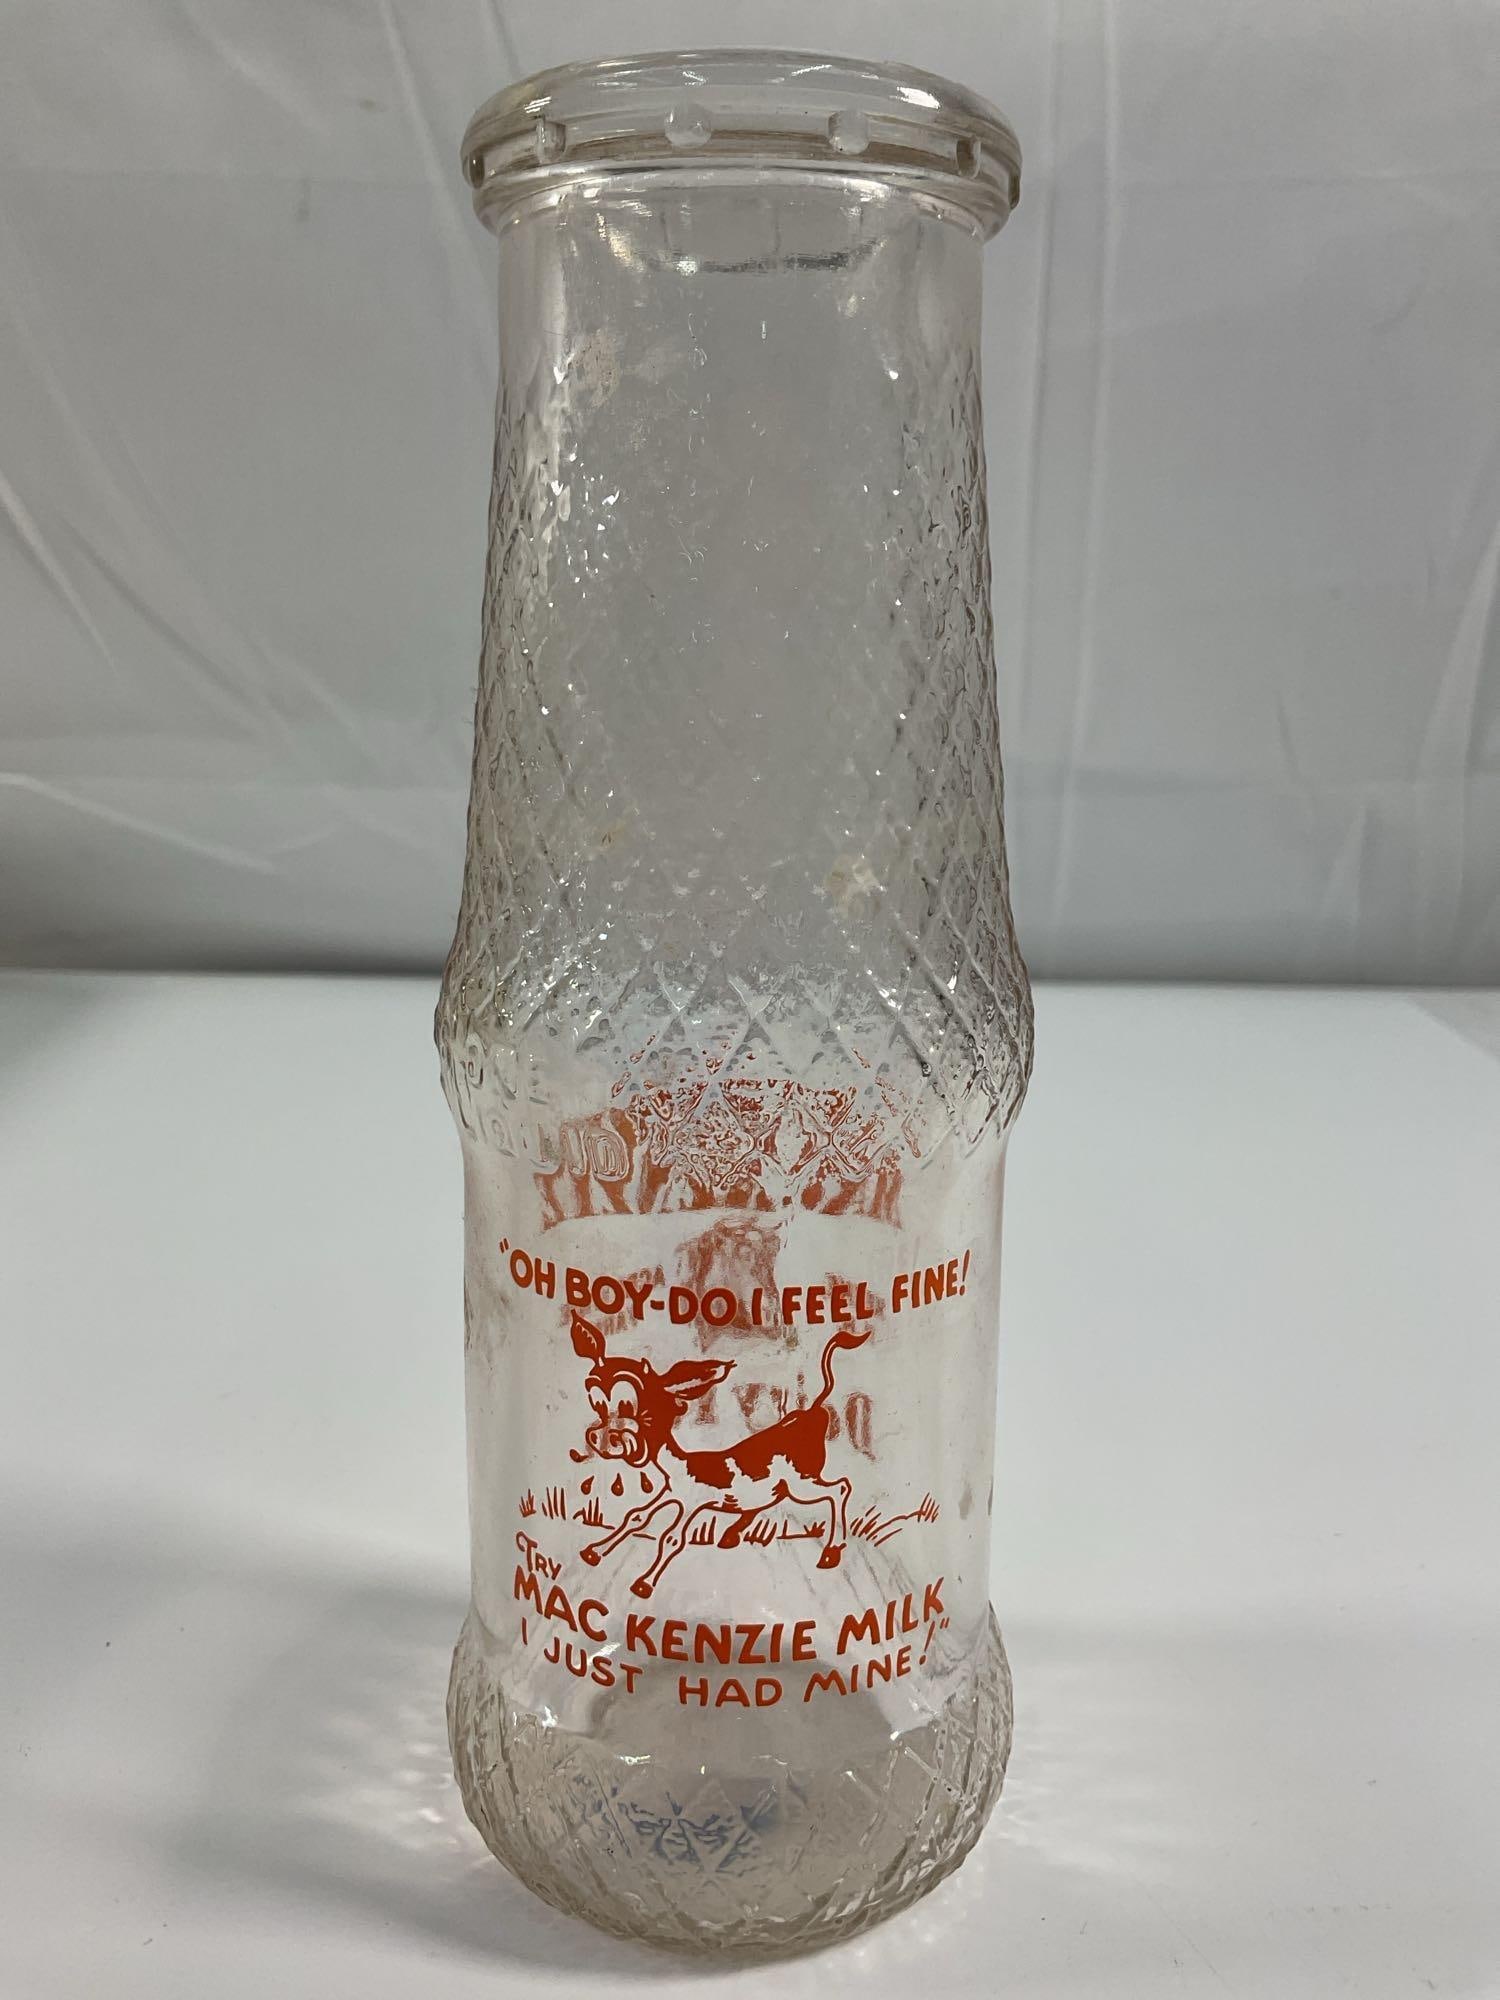 "OH BOY-DO I FEEL FINE!
TRY
MAC KENZIE MILK
I JUST HAD MINE!"